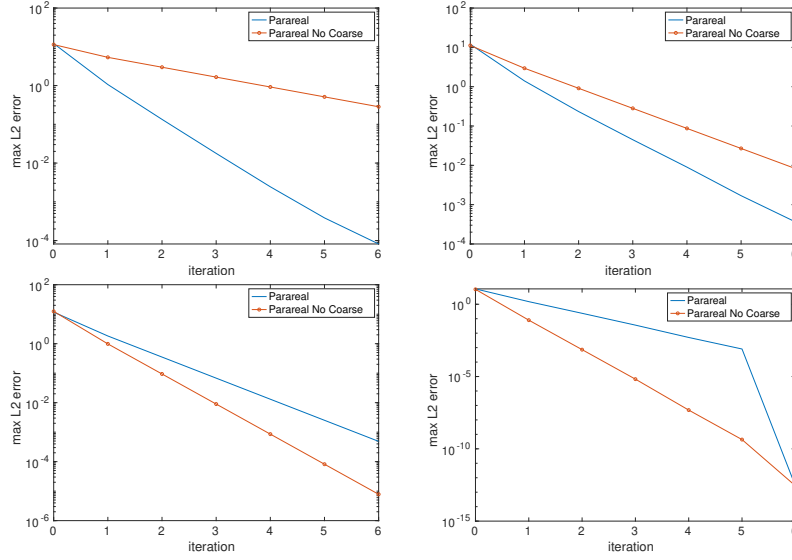 10^2
10^0
10^-2
10^-4
max L2 error
0 1 2 3 4 5 6
iteration
Parareal
Parareal No Coarse
10^2
10^1
10^0
10^-1
10^-2
10^-3
10^-4
max L2 error
0 1 2 3 4 5 6
iteration
Parareal
Parareal No Coarse
10^2
10^0
10^-2
10^-4
10^-6
max L2 error
0 1 2 3 4 5 6
iteration
Parareal
Parareal No Coarse
10^0
10^-5
10^-10
10^-15
max L2 error
0 1 2 3 4 5 6
iteration
Parareal
Parareal No Coarse